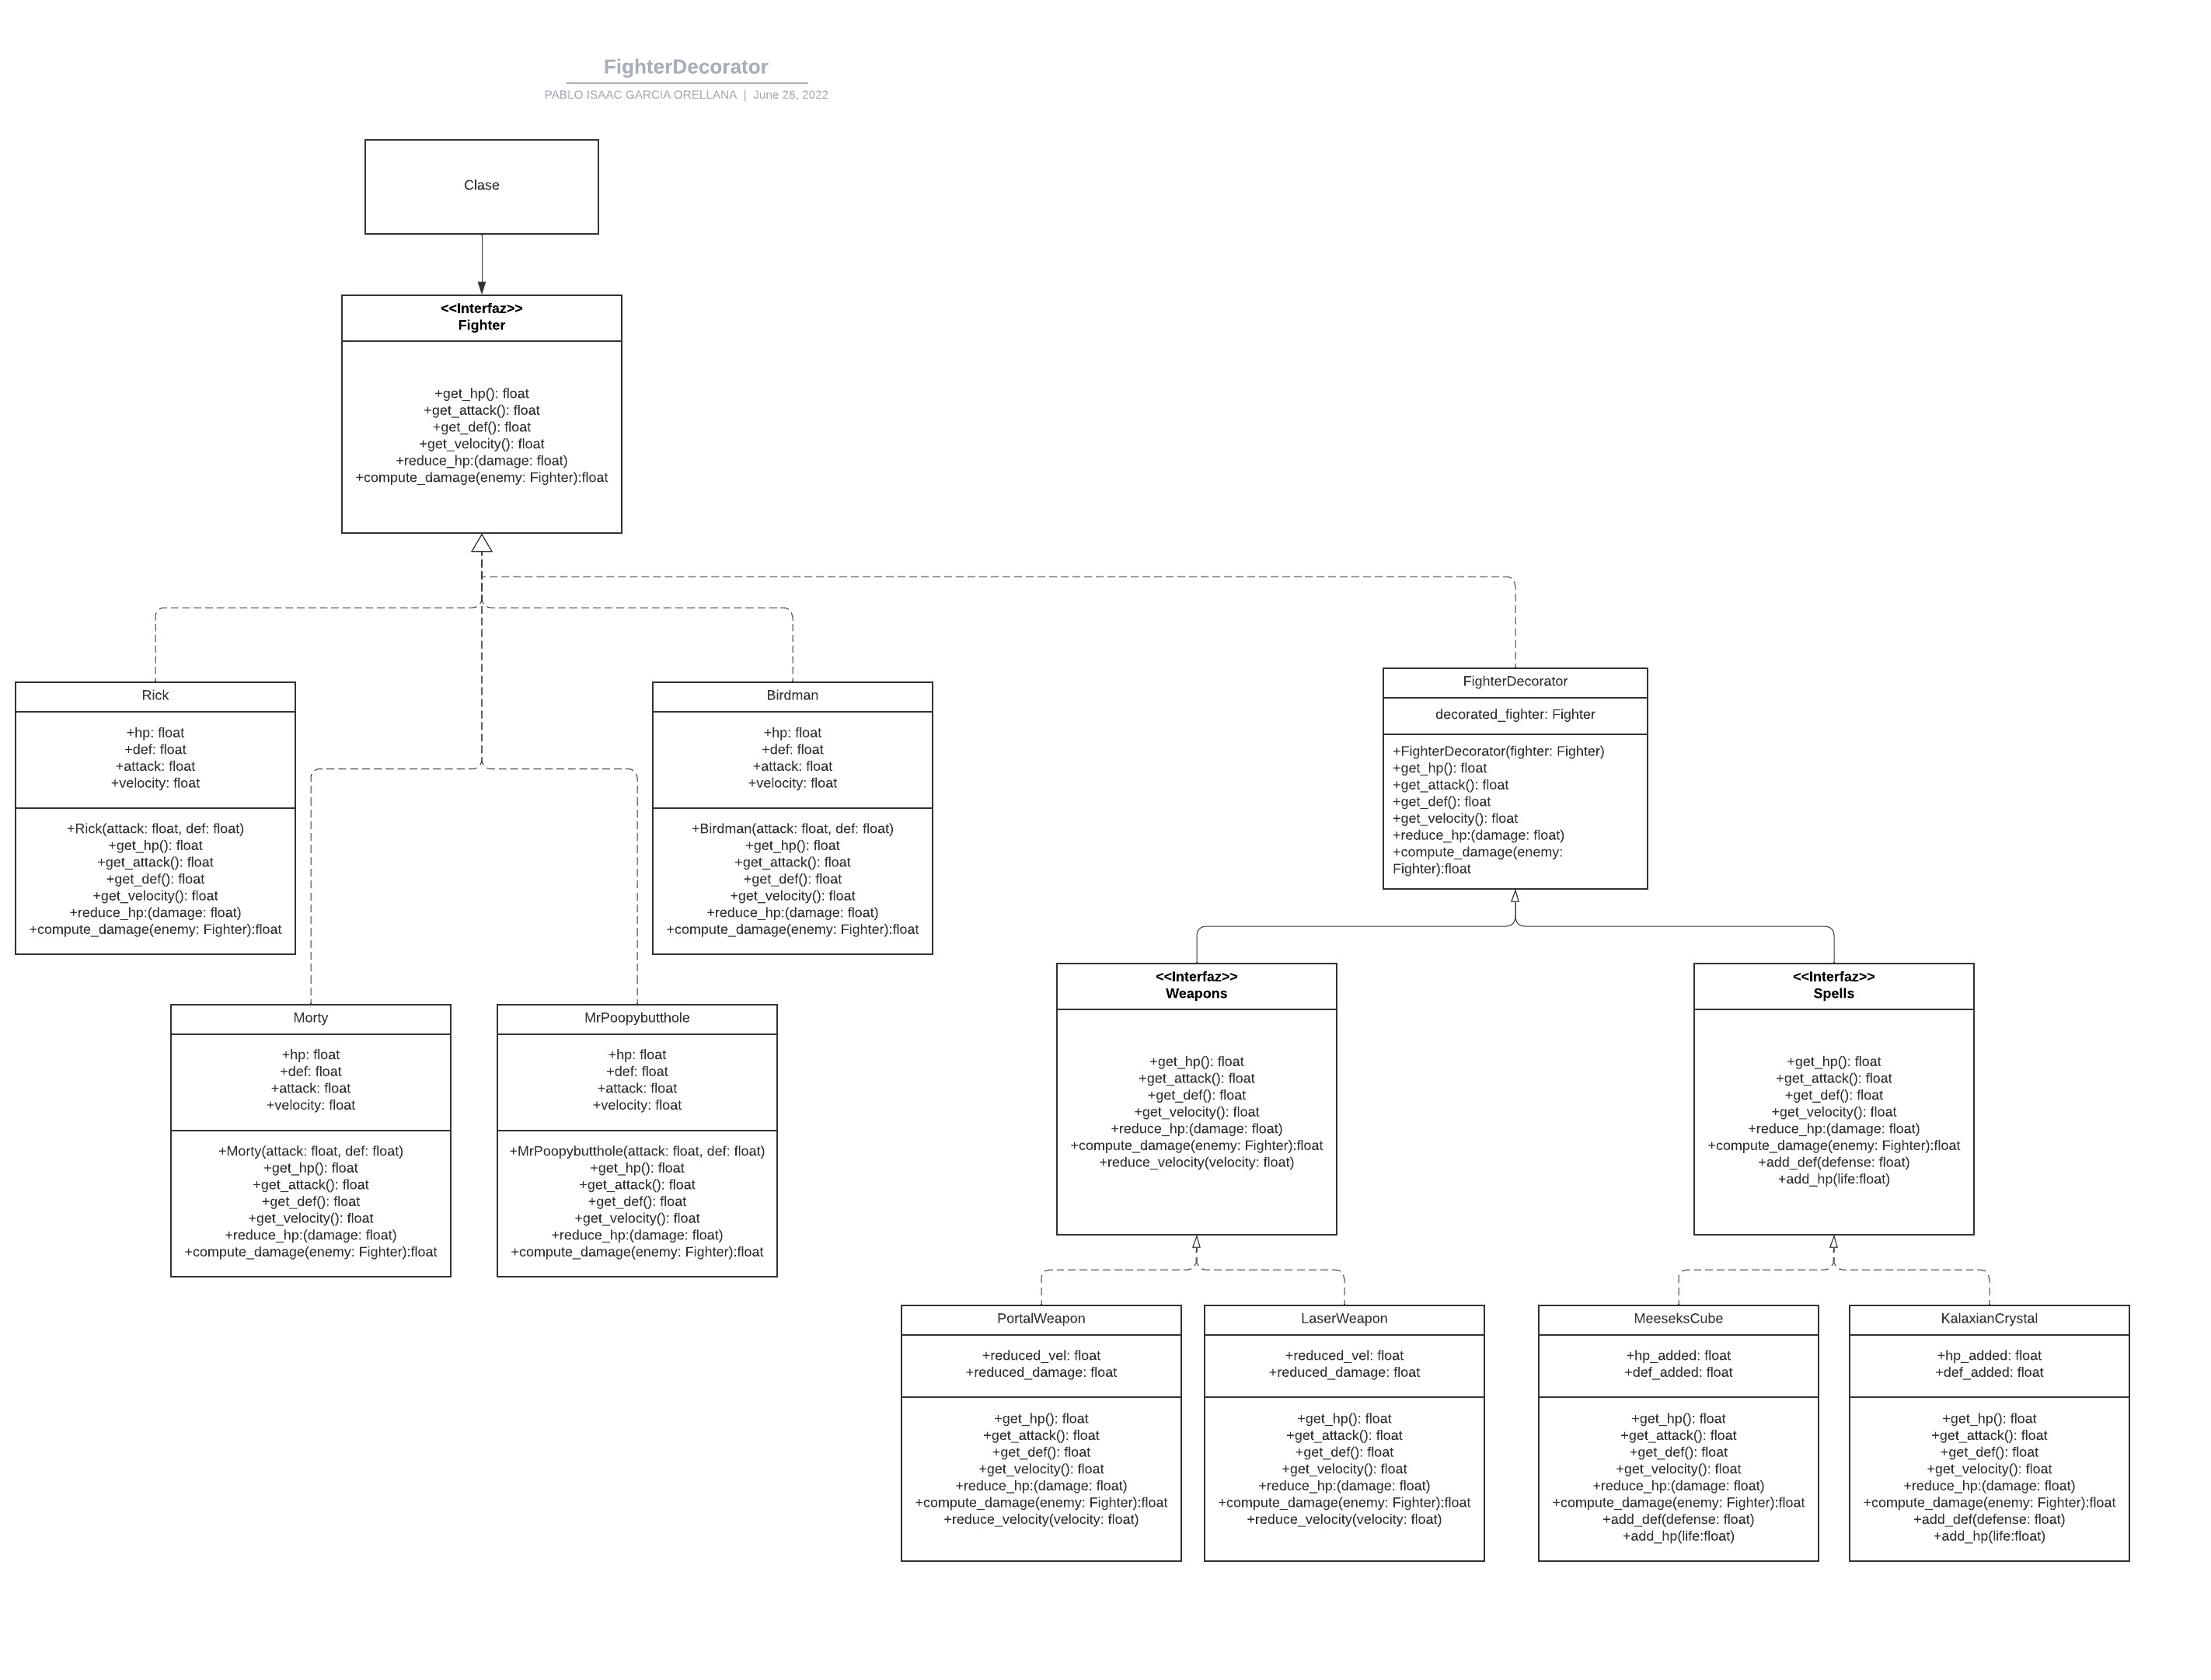 FighterDecorator
PABLO ISAAC GARCIA ORELLANA | June 28, 2022
Clase
<<Interfaz>>
Fighter
+get_hp(): float
+get_attack(): float
+get_def(): float
+get_velocity(): float
+reduce_hp:(damage: float)
+compute_damage(enemy: Fighter):float
Rick
+hp: float
+def: float
+attack: float
+velocity: float
+Rick(attack: float, def: float)
+get_hp(): float
+get_attack(): float
+get_def(): float
+get_velocity(): float
+reduce_hp:(damage: float)
+compute_damage(enemy: Fighter):float
Birdman
+hp: float
+def: float
+attack: float
+velocity: float
+Birdman(attack: float, def: float)
+get_hp(): float
+get_attack(): float
+get_def(): float
+get_velocity(): float
+reduce_hp:(damage: float)
+compute_damage(enemy: Fighter):float
FighterDecorator
decorated_fighter: Fighter
+FighterDecorator(fighter: Fighter)
+get_hp(): float
+get_attack(): float
+get_def(): float
+get_velocity(): float
+reduce_hp:(damage: float)
+compute_damage(enemy:
Fighter):float
Morty
+hp: float
+def: float
+attack: float
+velocity: float
+Morty(attack: float, def: float)
+get_hp(): float
+get_attack(): float
+get_def(): float
+get_velocity(): float
+reduce_hp:(damage: float)
+compute_damage(enemy: Fighter):float
MrPoopybutthole
+hp: float
+def: float
+attack: float
+velocity: float
+MrPoopybutthole(attack: float, def: float)
+get_hp(): float
+get_attack(): float
+get_def(): float
+get_velocity(): float
+reduce_hp:(damage: float)
+compute_damage(enemy: Fighter):float
<<Interfaz>>
Weapons
+get_hp(): float
+get_attack(): float
+get_def(): float
+get_velocity(): float
+reduce_hp:(damage: float)
+compute_damage(enemy: Fighter):float
+reduce_velocity(velocity: float)
<<Interfaz>>
Spells
+get_hp(): float
+get_attack(): float
+get_def(): float
+get_velocity(): float
+reduce_hp:(damage: float)
+compute_damage(enemy: Fighter):float
+add_def(defense: float)
+add_hp(life:float)
PortalWeapon
+reduced_vel: float
+reduced_damage: float
+get_hp(): float
+get_attack(): float
+get_def(): float
+get_velocity(): float
+reduce_hp:(damage: float)
+compute_damage(enemy: Fighter):float
+reduce_velocity(velocity: float)
LaserWeapon
+reduced_vel: float
+reduced_damage: float
+get_hp(): float
+get_attack(): float
+get_def(): float
+get_velocity(): float
+reduce_hp:(damage: float)
+compute_damage(enemy: Fighter):float
+reduce_velocity(velocity: float)
MeeseksCube
+hp_added: float
+def_added: float
+get_hp(): float
+get_attack(): float
+get_def(): float
+get_velocity(): float
+reduce_hp:(damage: float)
+compute_damage(enemy: Fighter):float
+add_def(defense: float)
+add_hp(life:float)
KalaxianCrystal
+hp_added: float
+def_added: float
+get_hp(): float
+get_attack(): float
+get_def(): float
+get_velocity(): float
+reduce_hp:(damage: float)
+compute_damage(enemy: Fighter):float
+add_def(defense: float)
+add_hp(life:float)